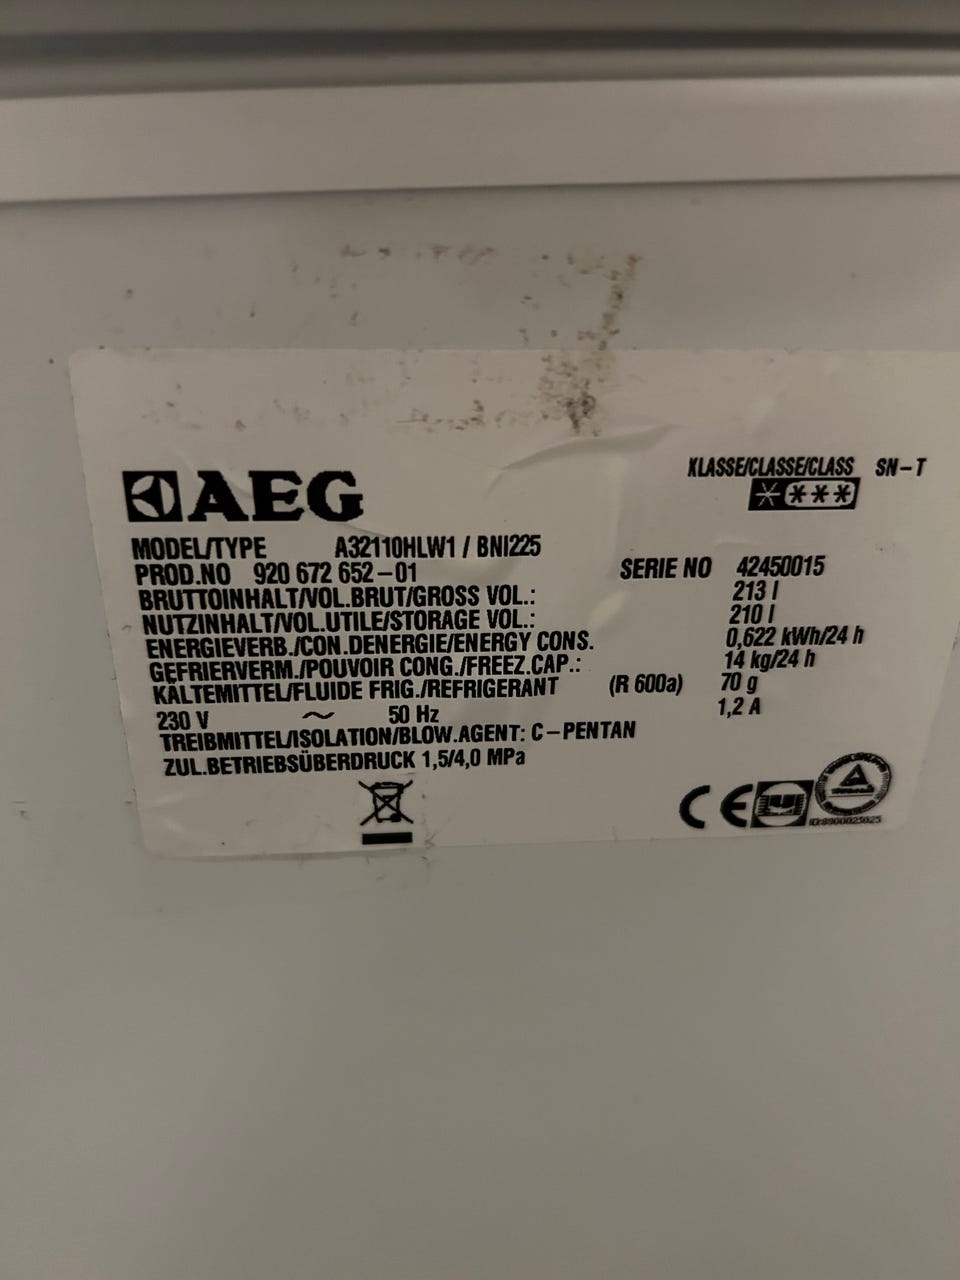 AEG
KLASSE/CLASSE/CLASS SN-T
MODEL/TYPE A32110HLW1 / BNI225
PROD.NO 920 672 652-01 SERIE NO 42450015
BRUTTOINHALT/VOL.BRUT/GROSS VOL.: 213 l
NUTZINHALT/VOL.UTILE/STORAGE VOL.: 210 l
ENERGIEVERB./CON.DENERGIE/ENERGY CONS. 0,622 kWh/24 h
GEFRIERVERM./POUVOIR CONG./FREEZ.CAP.: 14 kg/24 h
KÄLTEMITTEL/FLUIDE FRIG./REFRIGERANT (R 600a) 70 g
230 V ~ 50 Hz 1,2 A
TREIBMITTEL/ISOLATION/BLOW.AGENT: C-PENTAN
ZUL.BETRIEBSÜBERDRUCK 1,5/4,0 MPa
CE